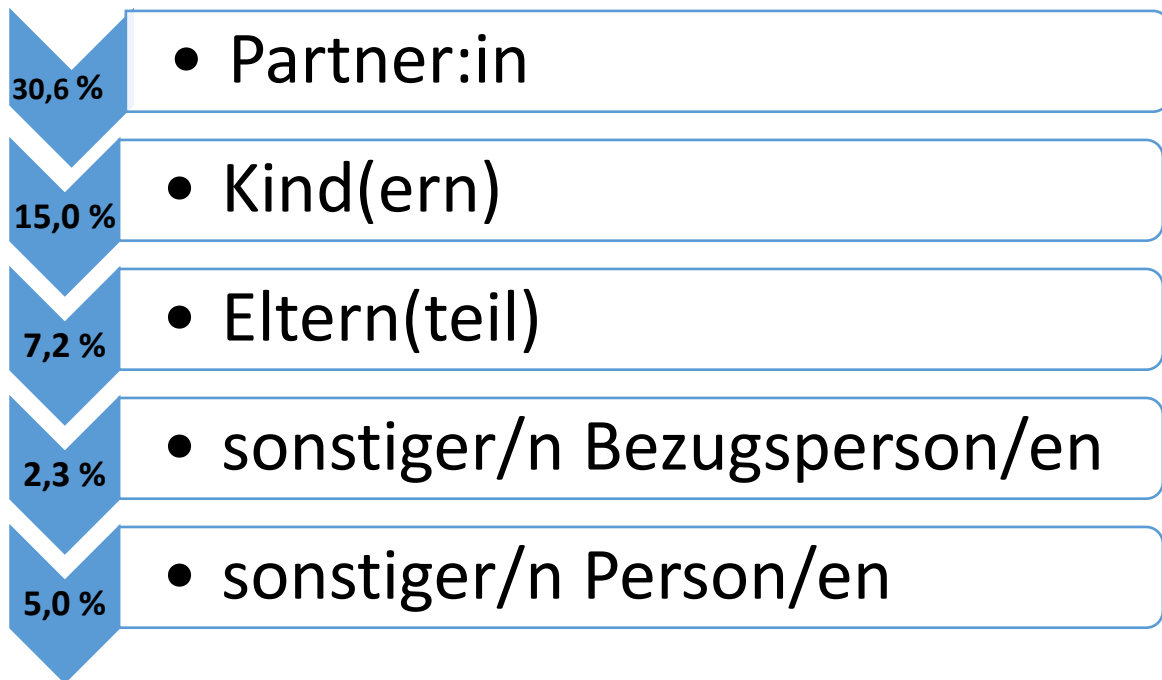 30,6 %
• Partner:in
15,0 %
• Kind(ern)
7,2 %
• Eltern(teil)
2,3 %
• sonstiger/n Bezugsperson/en
5,0 %
• sonstiger/n Person/en